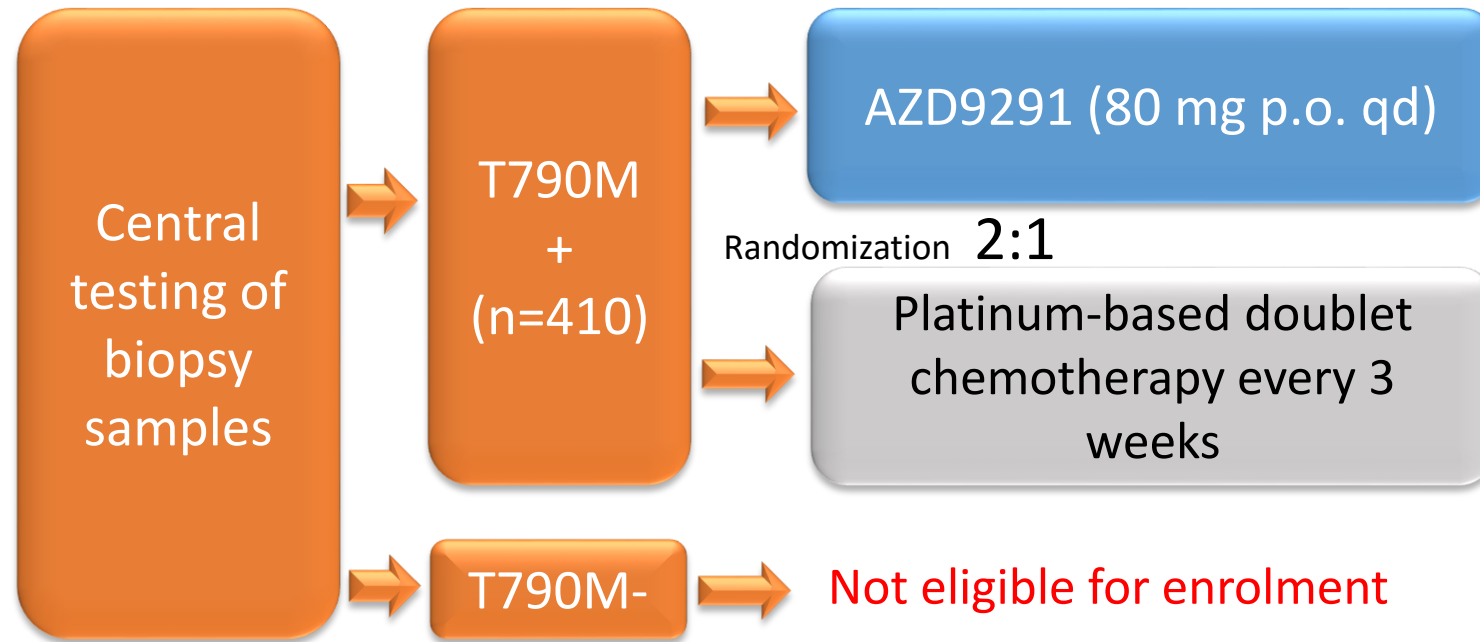 Central
testing of
biopsy
samples
T790M
+
(n=410)
AZD9291 (80 mg p.o. qd)
Randomization 2:1
Platinum-based doublet
chemotherapy every 3
weeks
T790M-
Not eligible for enrolment